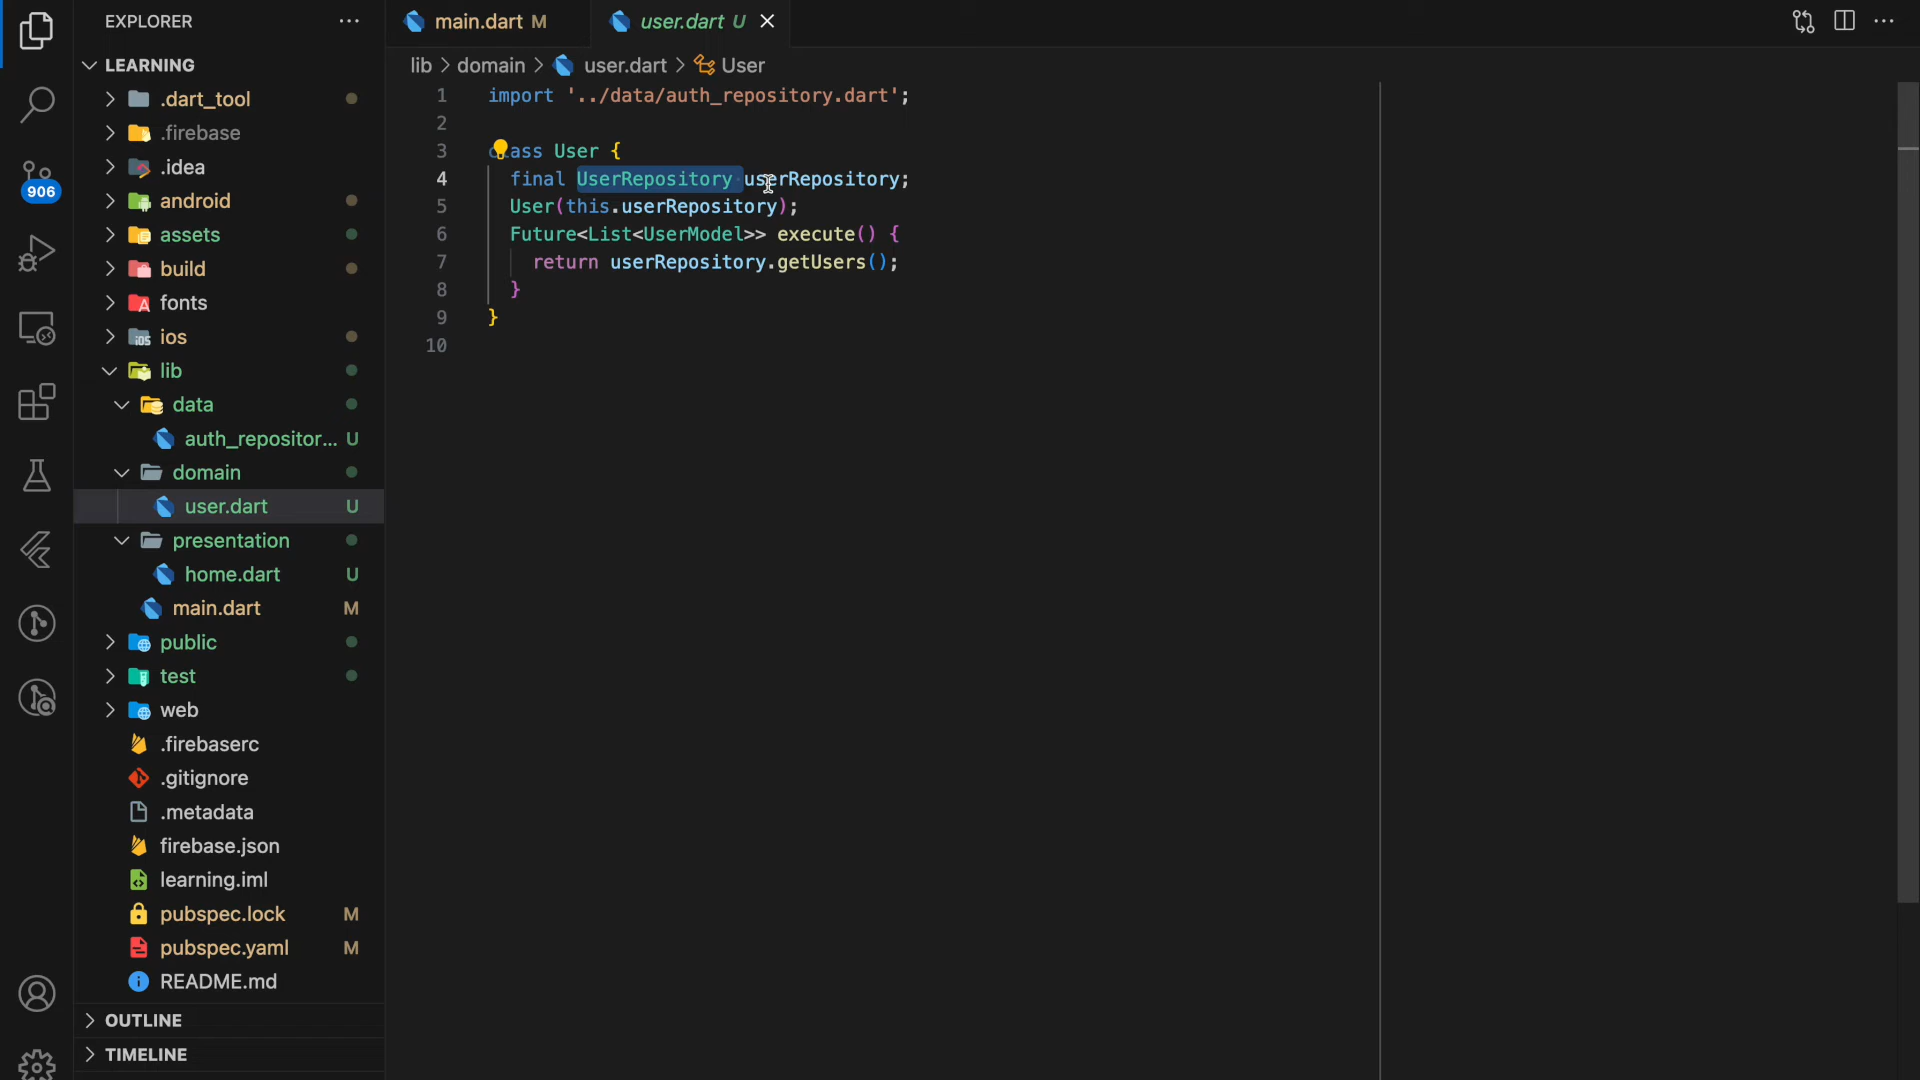 EXPLORER
LEARNING
.dart_tool
.firebase
.idea
android
assets
build
fonts
ios
lib
data
auth_repositor... U
domain
user.dart U
presentation
home.dart U
main.dart M
public
test
web
.firebaserc
.gitignore
.metadata
firebase.json
learning.iml
pubspec.lock M
pubspec.yaml M
README.md
OUTLINE
TIMELINE
906
main.dart M
user.dart U
lib > domain > user.dart > User
1 import '../data/auth_repository.dart';
2
3 class User {
4 final UserRepository userRepository;
5 User(this.userRepository);
6 Future<List<UserModel>> execute() {
7 return userRepository.getUsers();
8 }
9 }
10